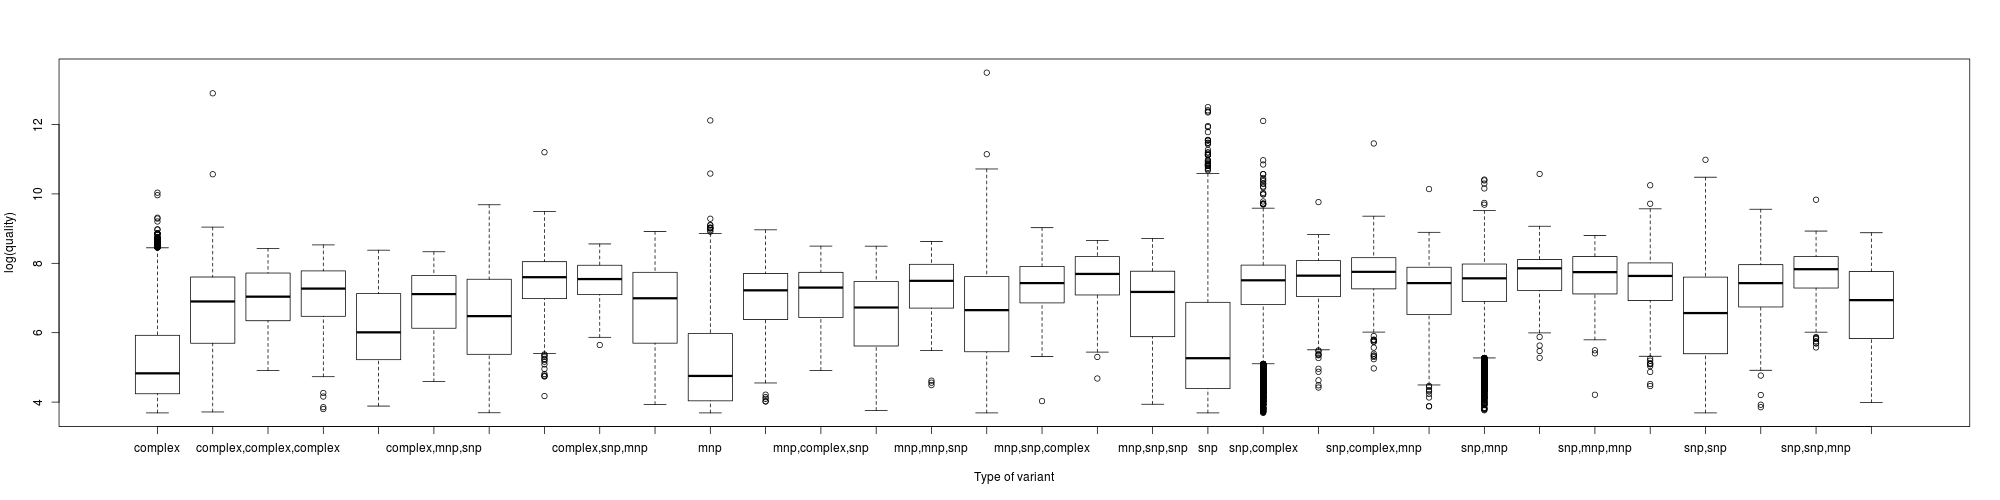 12
10
8
6
4
log(quality)
complex complex,complex,complex complex,mnp,snp complex,snp,mnp mnp mnp,complex,snp mnp,mnp,snp mnp,snp,complex mnp,snp,snp snp snp,complex snp,complex,mnp snp,mnp snp,mnp,mnp snp,snp snp,snp,mnp
Type of variant